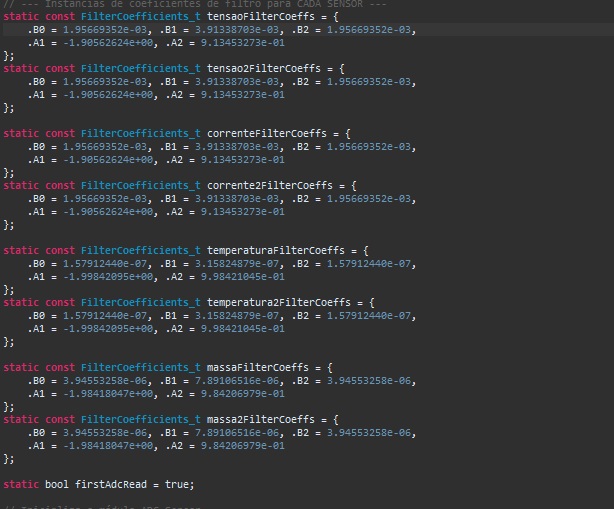 // --- Instancias de coeficientes de filtro para CADA SENSOR ---
static const FilterCoefficients_t tensaoFilterCoeffs = {
.B0 = 1.95669352e-03, .B1 = 3.91338703e-03, .B2 = 1.95669352e-03,
.A1 = -1.90562624e+00, .A2 = 9.13453273e-01
};
static const FilterCoefficients_t tensao2FilterCoeffs = {
.B0 = 1.95669352e-03, .B1 = 3.91338703e-03, .B2 = 1.95669352e-03,
.A1 = -1.90562624e+00, .A2 = 9.13453273e-01
};
static const FilterCoefficients_t correnteFilterCoeffs = {
.B0 = 1.95669352e-03, .B1 = 3.91338703e-03, .B2 = 1.95669352e-03,
.A1 = -1.90562624e+00, .A2 = 9.13453273e-01
};
static const FilterCoefficients_t corrente2FilterCoeffs = {
.B0 = 1.95669352e-03, .B1 = 3.91338703e-03, .B2 = 1.95669352e-03,
.A1 = -1.90562624e+00, .A2 = 9.13453273e-01
};
static const FilterCoefficients_t temperaturaFilterCoeffs = {
.B0 = 1.57912440e-07, .B1 = 3.15824879e-07, .B2 = 1.57912440e-07,
.A1 = -1.99842095e+00, .A2 = 9.98421045e-01
};
static const FilterCoefficients_t temperatura2FilterCoeffs = {
.B0 = 1.57912440e-07, .B1 = 3.15824879e-07, .B2 = 1.57912440e-07,
.A1 = -1.99842095e+00, .A2 = 9.98421045e-01
};
static const FilterCoefficients_t massaFilterCoeffs = {
.B0 = 3.94553258e-06, .B1 = 7.89106516e-06, .B2 = 3.94553258e-06,
.A1 = -1.98418047e+00, .A2 = 9.84206979e-01
};
static const FilterCoefficients_t massa2FilterCoeffs = {
.B0 = 3.94553258e-06, .B1 = 7.89106516e-06, .B2 = 3.94553258e-06,
.A1 = -1.98418047e+00, .A2 = 9.84206979e-01
};
static bool firstAdcRead = true;